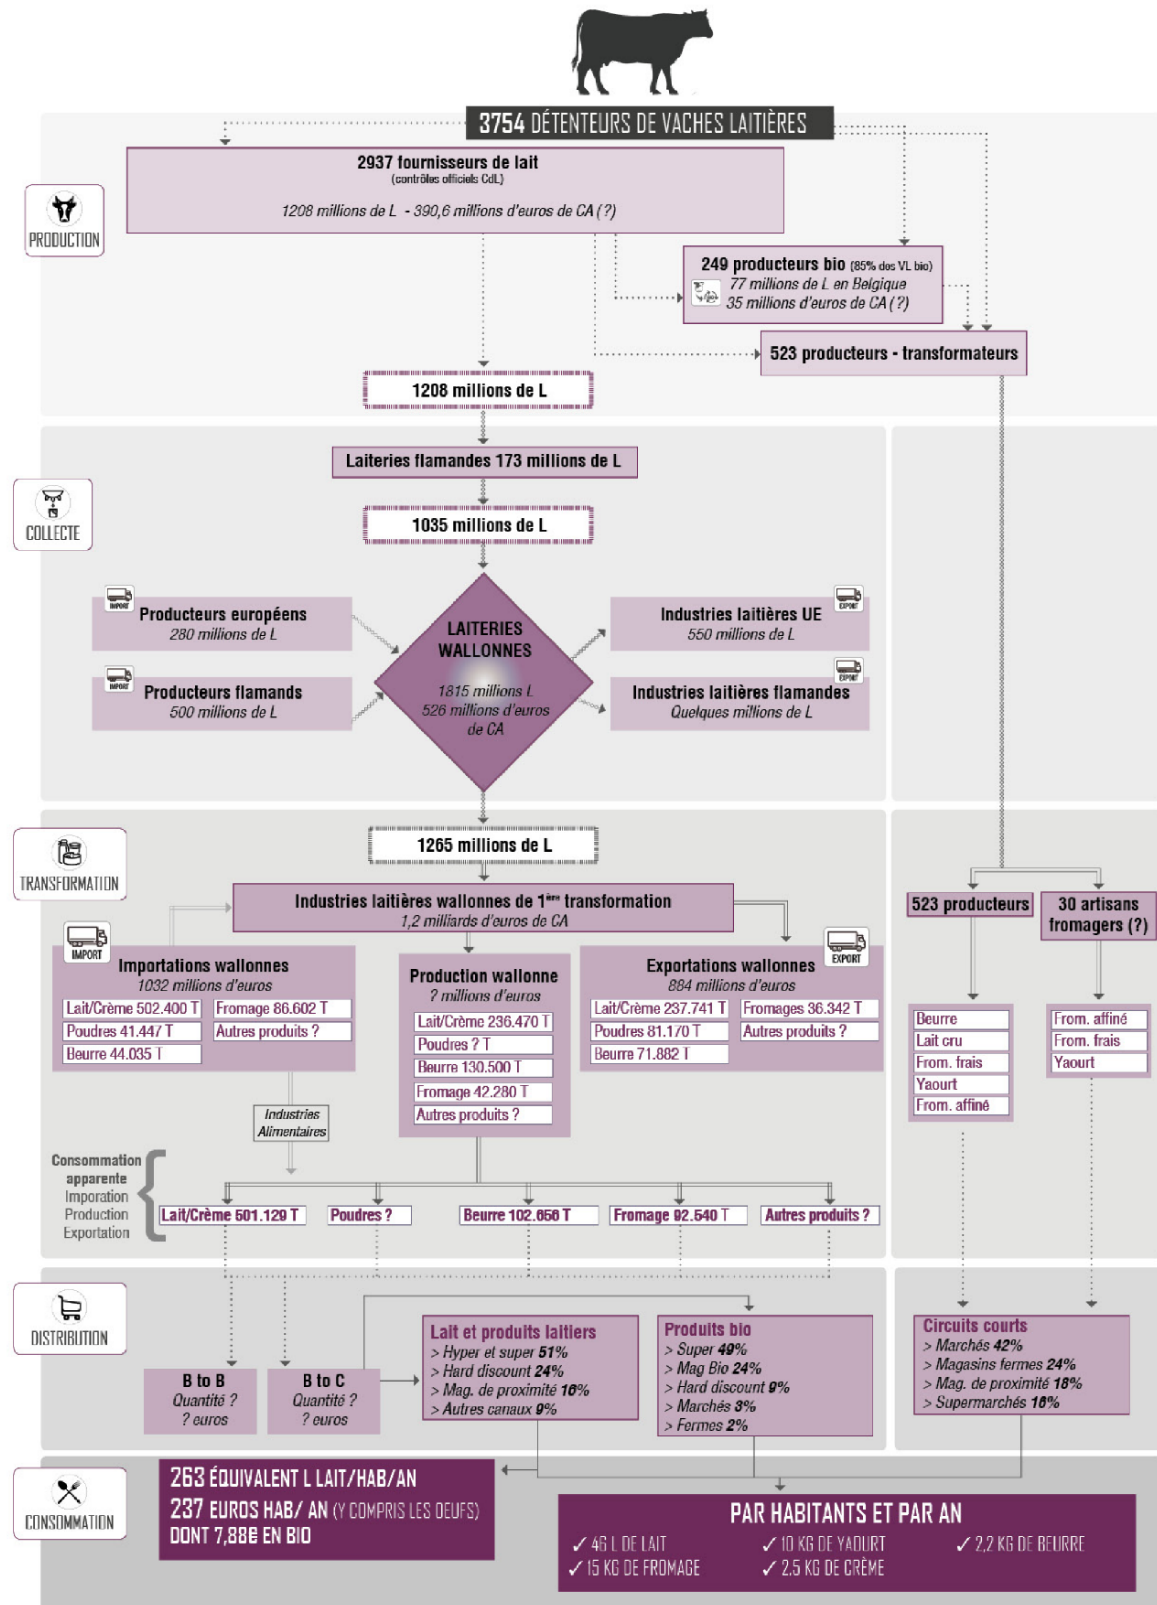 3754 DÉTENTEURS DE VACHES LAITIÈRES
PRODUCTION
2937 fournisseurs de lait
(contrôles officiels CdL)
1208 millions de L - 390,6 millions d'euros de CA (?)
249 producteurs bio (85% des VL bio)
77 millions de L en Belgique
35 millions d'euros de CA (?)
523 producteurs - transformateurs
1208 millions de L
COLLECTE
Laiteries flamandes 173 millions de L
1035 millions de L
IMPORT
Producteurs européens
280 millions de L
IMPORT
Producteurs flamands
500 millions de L
LAITERIES
WALLONNES
1815 millions L
526 millions d'euros
de CA
EXPORT
Industries laitières UE
550 millions de L
EXPORT
Industries laitières flamandes
Quelques millions de L
TRANSFORMATION
1265 millions de L
Industries laitières wallonnes de 1ère transformation
1,2 milliards d'euros de CA
IMPORT
Importations wallonnes
1032 millions d'euros
Lait/Crème 502.400 T
Fromage 86.602 T
Poudres 41.447 T
Autres produits ?
Beurre 44.035 T
Production wallonne
? millions d'euros
Lait/Crème 236.470 T
Poudres ? T
Beurre 130.500 T
Fromage 42.280 T
Autres produits ?
EXPORT
Exportations wallonnes
884 millions d'euros
Lait/Crème 237.741 T
Fromages 36.342 T
Poudres 81.170 T
Autres produits ?
Beurre 71.882 T
523 producteurs
Beurre
Lait cru
From. frais
Yaourt
From. affiné
30 artisans
fromagers (?)
From. affiné
From. frais
Yaourt
Industries
Alimentaires
Consommation
apparente
Imporation
Production
Exportation
Lait/Crème 501.129 T
Poudres ?
Beurre 102.656 T
Fromage 92.540 T
Autres produits ?
DISTRIBUTION
B to B
Quantité ?
? euros
B to C
Quantité ?
? euros
Lait et produits laitiers
> Hyper et super 51%
> Hard discount 24%
> Mag. de proximité 16%
> Autres canaux 9%
Produits bio
> Super 49%
> Mag Bio 24%
> Hard discount 9%
> Marchés 3%
> Fermes 2%
Circuits courts
> Marchés 42%
> Magasins fermes 24%
> Mag. de proximité 18%
> Supermarchés 16%
CONSOMMATION
263 ÉQUIVALENT L LAIT/HAB/AN
237 EUROS HAB/ AN (Y COMPRIS LES OEUFS)
DONT 7,88€ EN BIO
PAR HABITANTS ET PAR AN
✓ 46 L DE LAIT
✓ 10 KG DE YAOURT
✓ 2,2 KG DE BEURRE
✓ 15 KG DE FROMAGE
✓ 2.5 KG DE CRÈME